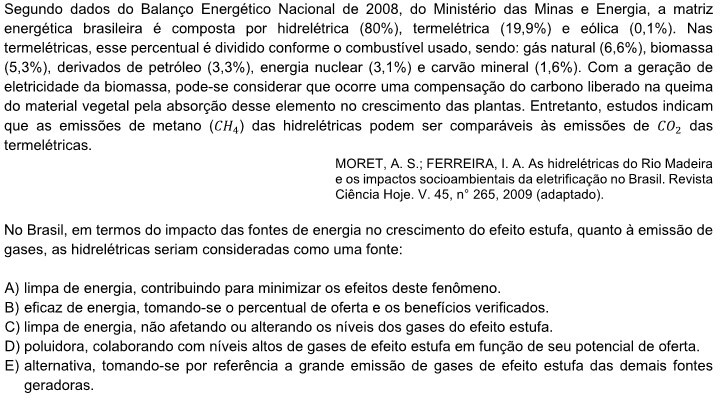 Segundo dados do Balanço Energético Nacional de 2008, do Ministério das Minas e Energia, a matriz
energética brasileira é composta por hidrelétrica (80%), termelétrica (19,9%) e eólica (0,1%). Nas
termelétricas, esse percentual é dividido conforme o combustível usado, sendo: gás natural (6,6%), biomassa
(5,3%), derivados de petróleo (3,3%), energia nuclear (3,1%) e carvão mineral (1,6%). Com a geração de
eletricidade da biomassa, pode-se considerar que ocorre uma compensação do carbono liberado na queima
do material vegetal pela absorção desse elemento no crescimento das plantas. Entretanto, estudos indicam
que as emissões de metano (CH₄) das hidrelétricas podem ser comparáveis às emissões de CO₂ das
termelétricas.
MORET, A. S.; FERREIRA, I. A. As hidrelétricas do Rio Madeira
e os impactos socioambientais da eletrificação no Brasil. Revista
Ciência Hoje. V. 45, n° 265, 2009 (adaptado).
No Brasil, em termos do impacto das fontes de energia no crescimento do efeito estufa, quanto à emissão de
gases, as hidrelétricas seriam consideradas como uma fonte:
A) limpa de energia, contribuindo para minimizar os efeitos deste fenômeno.
B) eficaz de energia, tomando-se o percentual de oferta e os benefícios verificados.
C) limpa de energia, não afetando ou alterando os níveis dos gases do efeito estufa.
D) poluidora, colaborando com níveis altos de gases de efeito estufa em função de seu potencial de oferta.
E) alternativa, tomando-se por referência a grande emissão de gases de efeito estufa das demais fontes
geradoras.